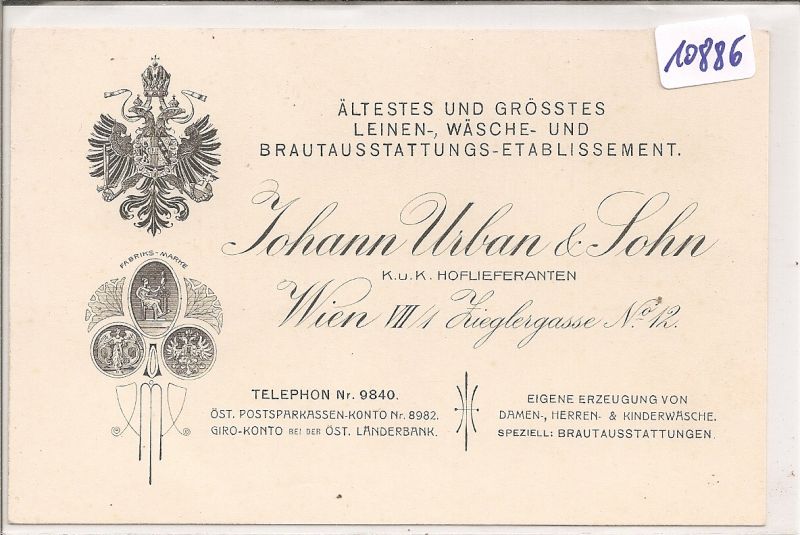 10886
ÄLTESTES UND GRÖSSTES
LEINEN-, WÄSCHE- UND
BRAUTAUSSTATTUNGS-ETABLISSEMENT.
Johann Urban & Sohn
K.u.K. HOFLIEFERANTEN
Wien VII/1 Zieglergasse No 12.
FABRIKS-MARKE
TELEPHON Nr. 9840.
ÖST. POSTSPARKASSEN-KONTO Nr. 8982.
GIRO-KONTO BEI DER ÖST. LÄNDERBANK.
EIGENE ERZEUGUNG VON
DAMEN-, HERREN- & KINDERWÄSCHE.
SPEZIELL: BRAUTAUSSTATTUNGEN.